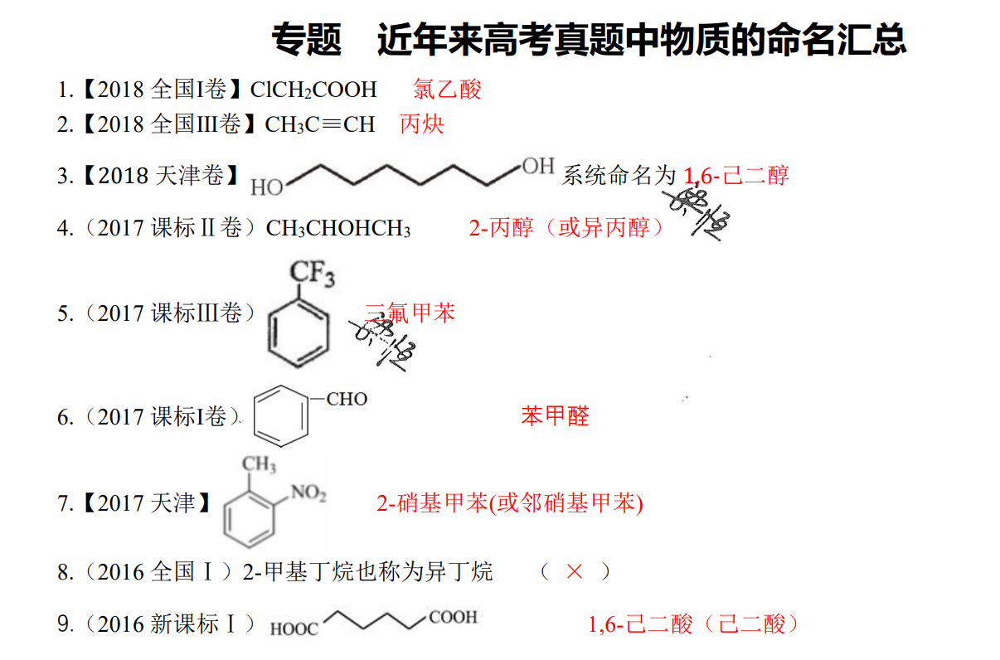 专题 近年来高考真题中物质的命名汇总
1.【2018 全国Ⅰ卷】ClCH2COOH 氯乙酸
2.【2018 全国Ⅲ卷】CH3C≡CH 丙炔
3.【2018 天津卷】 HO OH 系统命名为 1,6-己二醇
4.（2017 课标Ⅱ卷）CH3CHOHCH3 2-丙醇（或异丙醇）
CF3
5.（2017 课标Ⅲ卷） 三氟甲苯
6.（2017 课标Ⅰ卷） CHO 苯甲醛
CH3
7.【2017 天津】 NO2 2-硝基甲苯(或邻硝基甲苯)
8.（2016 全国Ⅰ）2-甲基丁烷也称为异丁烷 （ × ）
9.（2016 新课标Ⅰ） HOOC COOH 1,6-己二酸（己二酸）